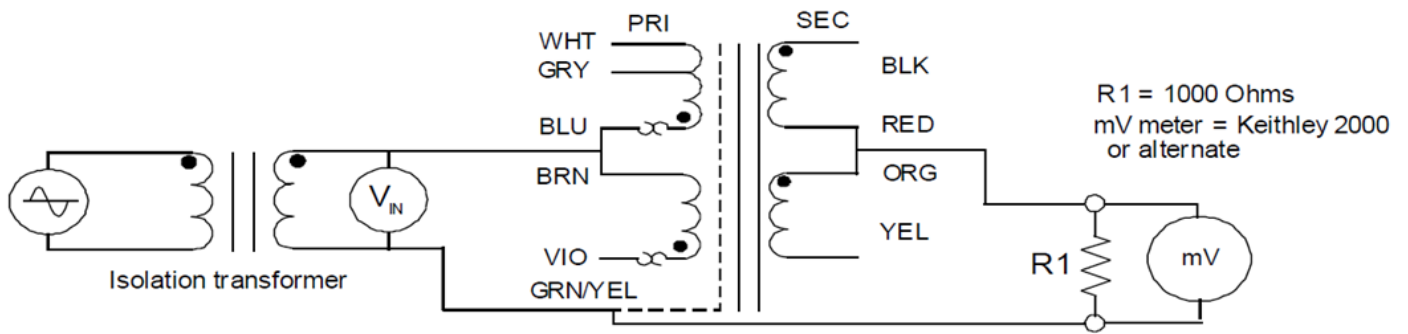 PRI
SEC
WHT
GRY
BLK
BLU
RED
R1 = 1000 Ohms
mV meter = Keithley 2000
or alternate
BRN
ORG
V_IN
VIO
YEL
R1
mV
Isolation transformer
GRN/YEL